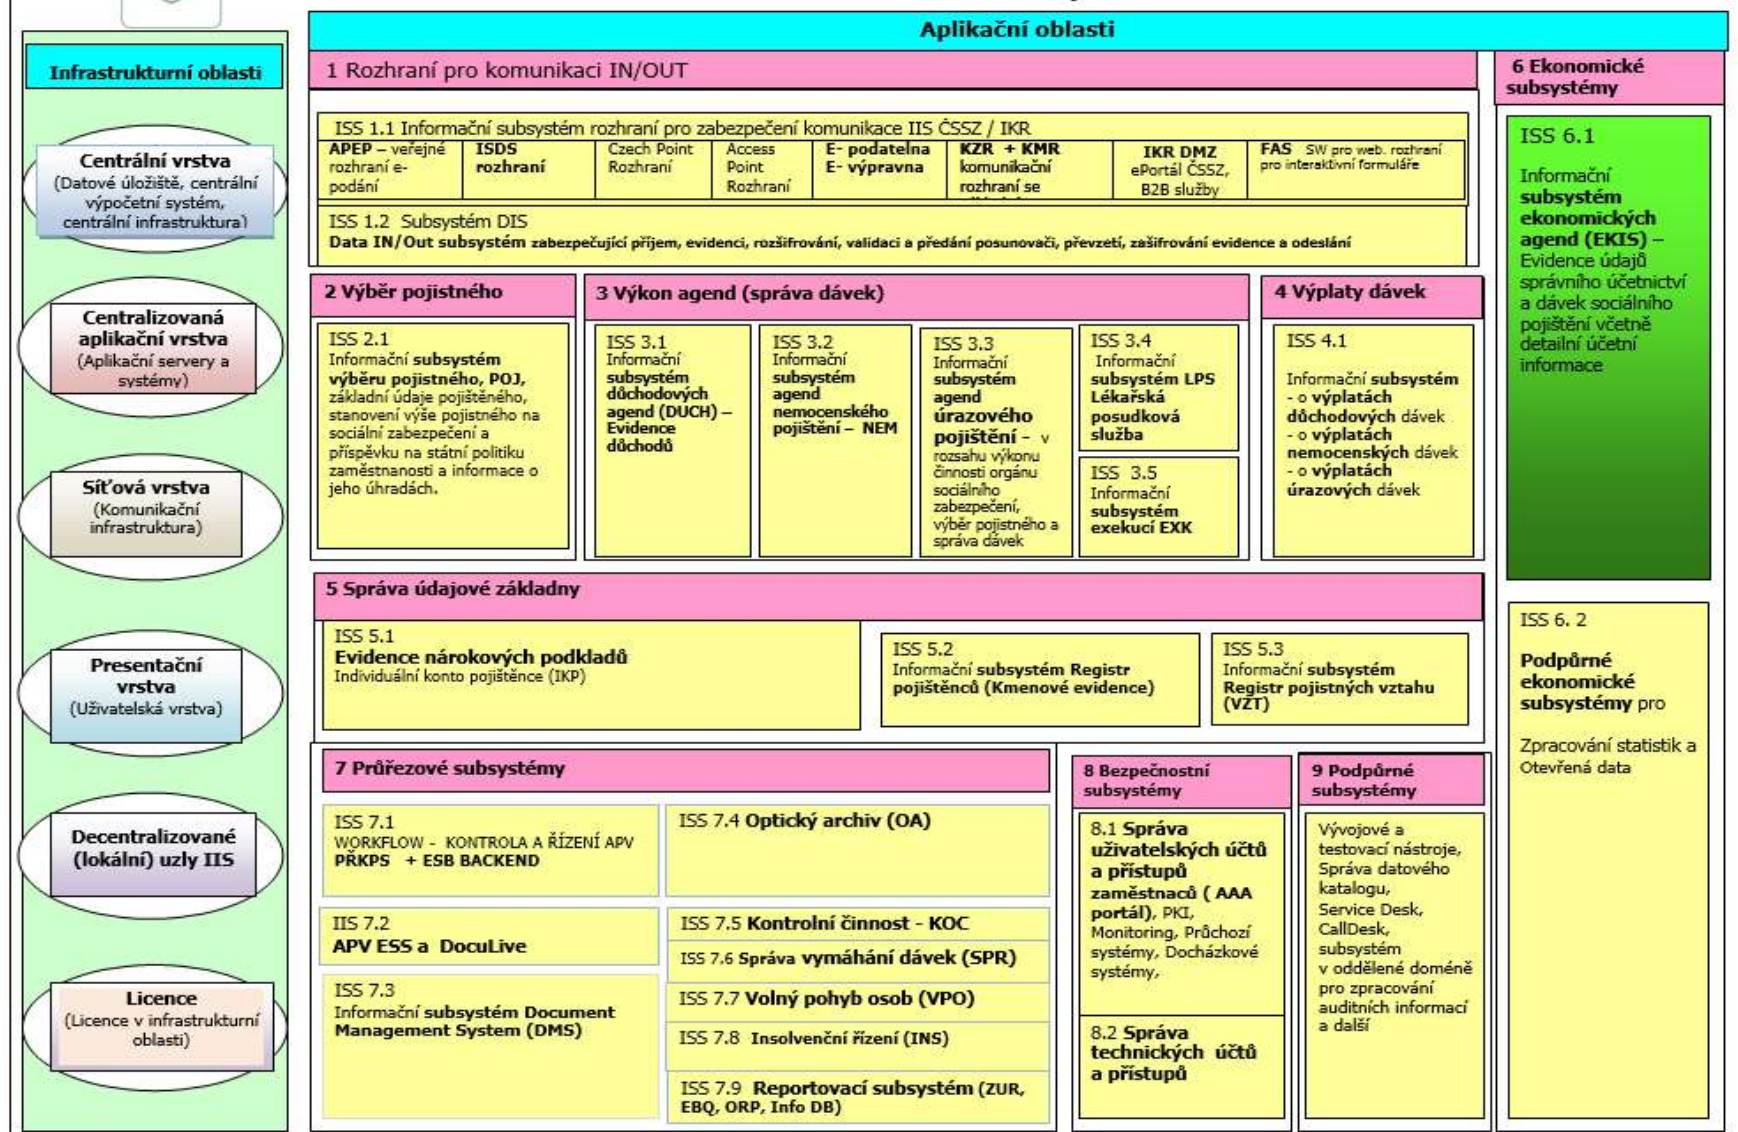 Aplikační oblasti
Infrastrukturní oblasti
Centrální vrstva
(Datové úložiště, centrální
výpočetní systém,
centrální infrastruktura)
Centralizovaná
aplikační vrstva
(Aplikační servery a
systémy)
Síťová vrstva
(Komunikační
infrastruktura)
Presentační
vrstva
(Uživatelská vrstva)
Decentralizované
(lokální) uzly IIS
Licence
(Licence v infrastrukturní
oblasti)
1 Rozhraní pro komunikaci IN/OUT
ISS 1.1 Informační subsystém rozhraní pro zabezpečení komunikace IIS ČSSZ / IKR
APEP – veřejné
rozhraní e-
podání
ISDS
rozhraní
Czech Point
Rozhraní
Access
Point
Rozhraní
E- podatelna
E- výpravna
KZR + KMR
komunikační
rozhraní se
IKR DMZ
ePortál ČSSZ,
B2B služby
FAS SW pro web. rozhraní
pro interaktivní formuláře
ISS 1.2 Subsystém DIS
Data IN/Out subsystém zabezpečující příjem, evidenci, rozšifrování, validaci a předání posunovači, převzetí, zašifrování evidence a odeslání
2 Výběr pojistného
ISS 2.1
Informační subsystém
výběru pojistného, POJ,
základní údaje pojištěného,
stanovení výše pojistného na
sociální zabezpečení a
příspěvku na státní politiku
zaměstnanosti a informace o
jeho úhradách.
3 Výkon agend (správa dávek)
ISS 3.1
Informační
subsystém
důchodových
agend (DUCH) –
Evidence
důchodů
ISS 3.2
Informační
subsystém
agend
nemocenského
pojištění – NEM
ISS 3.3
Informační
subsystém
agend
úrazového
pojištění - v
rozsahu výkonu
činnosti orgánu
sociálního
zabezpečení,
výběr pojistného a
správa dávek
ISS 3.4
Informační
subsystém LPS
Lékařská
posudková
služba
ISS 3.5
Informační
subsystém
exekucí EXK
4 Výplaty dávek
ISS 4.1
Informační subsystém
- o výplatách
důchodových dávek
- o výplatách
nemocenských dávek
- o výplatách
úrazových dávek
5 Správa údajové základny
ISS 5.1
Evidence nárokových podkladů
Individuální konto pojištěnce (IKP)
ISS 5.2
Informační subsystém Registr
pojištěnců (Kmenové evidence)
ISS 5.3
Informační subsystém
Registr pojistných vztahu
(VZT)
6 Ekonomické
subsystémy
ISS 6.1
Informační
subsystém
ekonomických
agend (EKIS) –
Evidence údajů
správního účetnictví
a dávek sociálního
pojištění včetně
detailní účetní
informace
ISS 6. 2
Podpůrné
ekonomické
subsystémy pro
Zpracování statistik a
Otevřená data
7 Průřezové subsystémy
ISS 7.1
WORKFLOW - KONTROLA A ŘÍZENÍ APV
PŘKPS + ESB BACKEND
IIS 7.2
APV ESS a DocuLive
ISS 7.3
Informační subsystém Document
Management System (DMS)
ISS 7.4 Optický archiv (OA)
ISS 7.5 Kontrolní činnost - KOC
ISS 7.6 Správa vymáhání dávek (SPR)
ISS 7.7 Volný pohyb osob (VPO)
ISS 7.8 Insolvenční řízení (INS)
ISS 7.9 Reportovací subsystém (ZUR,
EBQ, ORP, Info DB)
8 Bezpečnostní
subsystémy
8.1 Správa
uživatelských účtů
a přístupů
zaměstnaců ( AAA
portál), PKI,
Monitoring, Průchozí
systémy, Docházkové
systémy,
8.2 Správa
technických účtů
a přístupů
9 Podpůrné
subsystémy
Vývojové a
testovací nástroje,
Správa datového
katalogu,
Service Desk,
CallDesk,
subsystém
v oddělené doméně
pro zpracování
auditních informací
a další